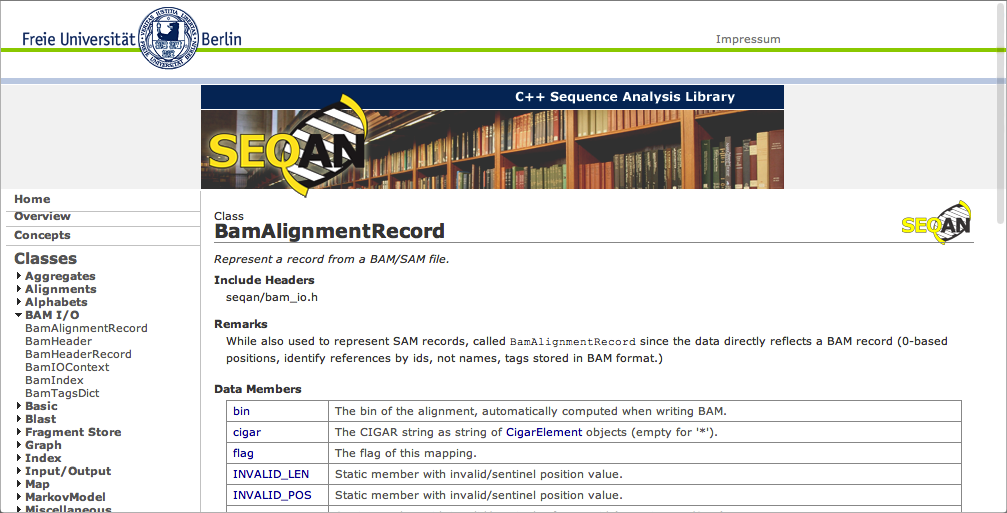 Freie Universität Berlin
Impressum
C++ Sequence Analysis Library
SEQAN
Home
Overview
Concepts
Classes
Aggregates
Alignments
Alphabets
BAM I/O
BamAlignmentRecord
BamHeader
BamHeaderRecord
BamIOContext
BamIndex
BamTagsDict
Basic
Blast
Fragment Store
Graph
Index
Input/Output
Map
MarkovModel
Miscellaneous
Class
BamAlignmentRecord
SEQAN
Represent a record from a BAM/SAM file.
Include Headers
seqan/bam_io.h
Remarks
While also used to represent SAM records, called BamAlignmentRecord since the data directly reflects a BAM record (0-based
positions, identify references by ids, not names, tags stored in BAM format.)
Data Members
bin The bin of the alignment, automatically computed when writing BAM.
cigar The CIGAR string as string of CigarElement objects (empty for '*').
flag The flag of this mapping.
INVALID_LEN Static member with invalid/sentinel position value.
INVALID_POS Static member with invalid/sentinel position value.